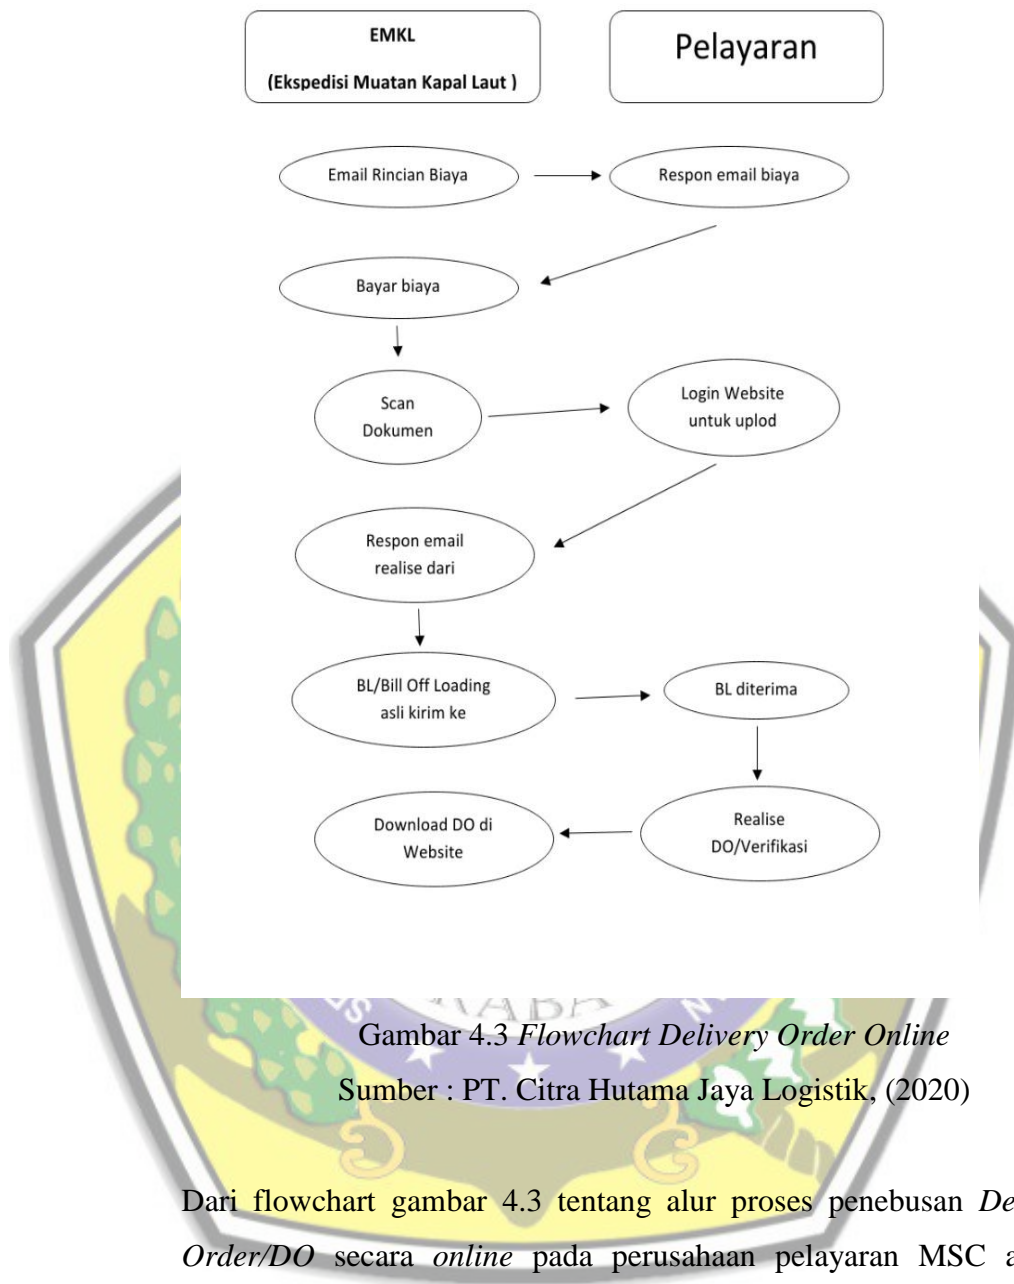 EMKL
(Ekspedisi Muatan Kapal Laut )
Pelayaran
Email Rincian Biaya
Respon email biaya
Bayar biaya
Scan
Dokumen
Login Website
untuk uplod
Respon email
realise dari
BL/Bill Off Loading
asli kirim ke
BL diterima
Download DO di
Website
Realise
DO/Verifikasi
KABA
Gambar 4.3 Flowchart Delivery Order Online
Sumber : PT. Citra Hutama Jaya Logistik, (2020)
Dari flowchart gambar 4.3 tentang alur proses penebusan De
Order/DO secara online pada perusahaan pelayaran MSC a